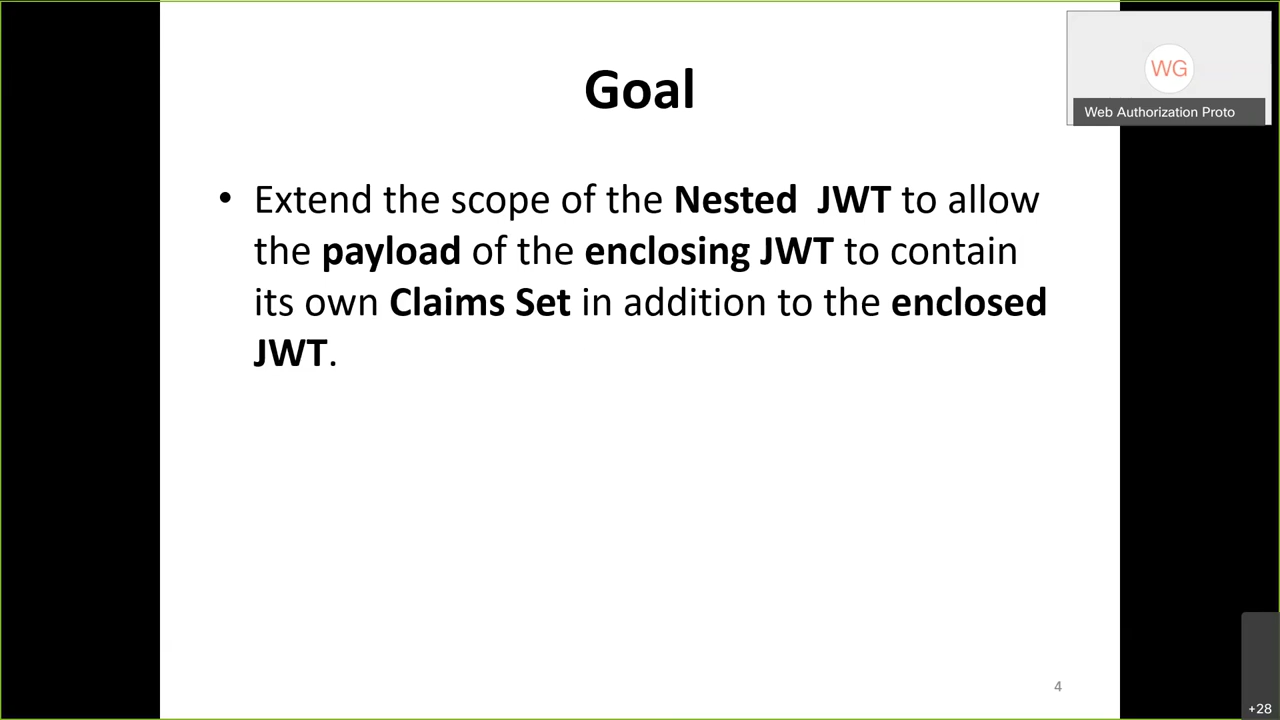 Goal
WG
Web Authorization Proto
• Extend the scope of the Nested JWT to allow
the payload of the enclosing JWT to contain
its own Claims Set in addition to the enclosed
JWT.
4
+28